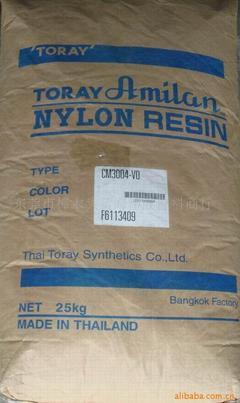 'TORAY'
TORAY Amilan
NYLON RESIN
TYPE CM3004-V0
COLOR
LOT F6113409
Thai Toray Synthetics Co.,Ltd.
Bangkok Factory
NET 25kg
MADE IN THAILAND
alibaba.com.cn